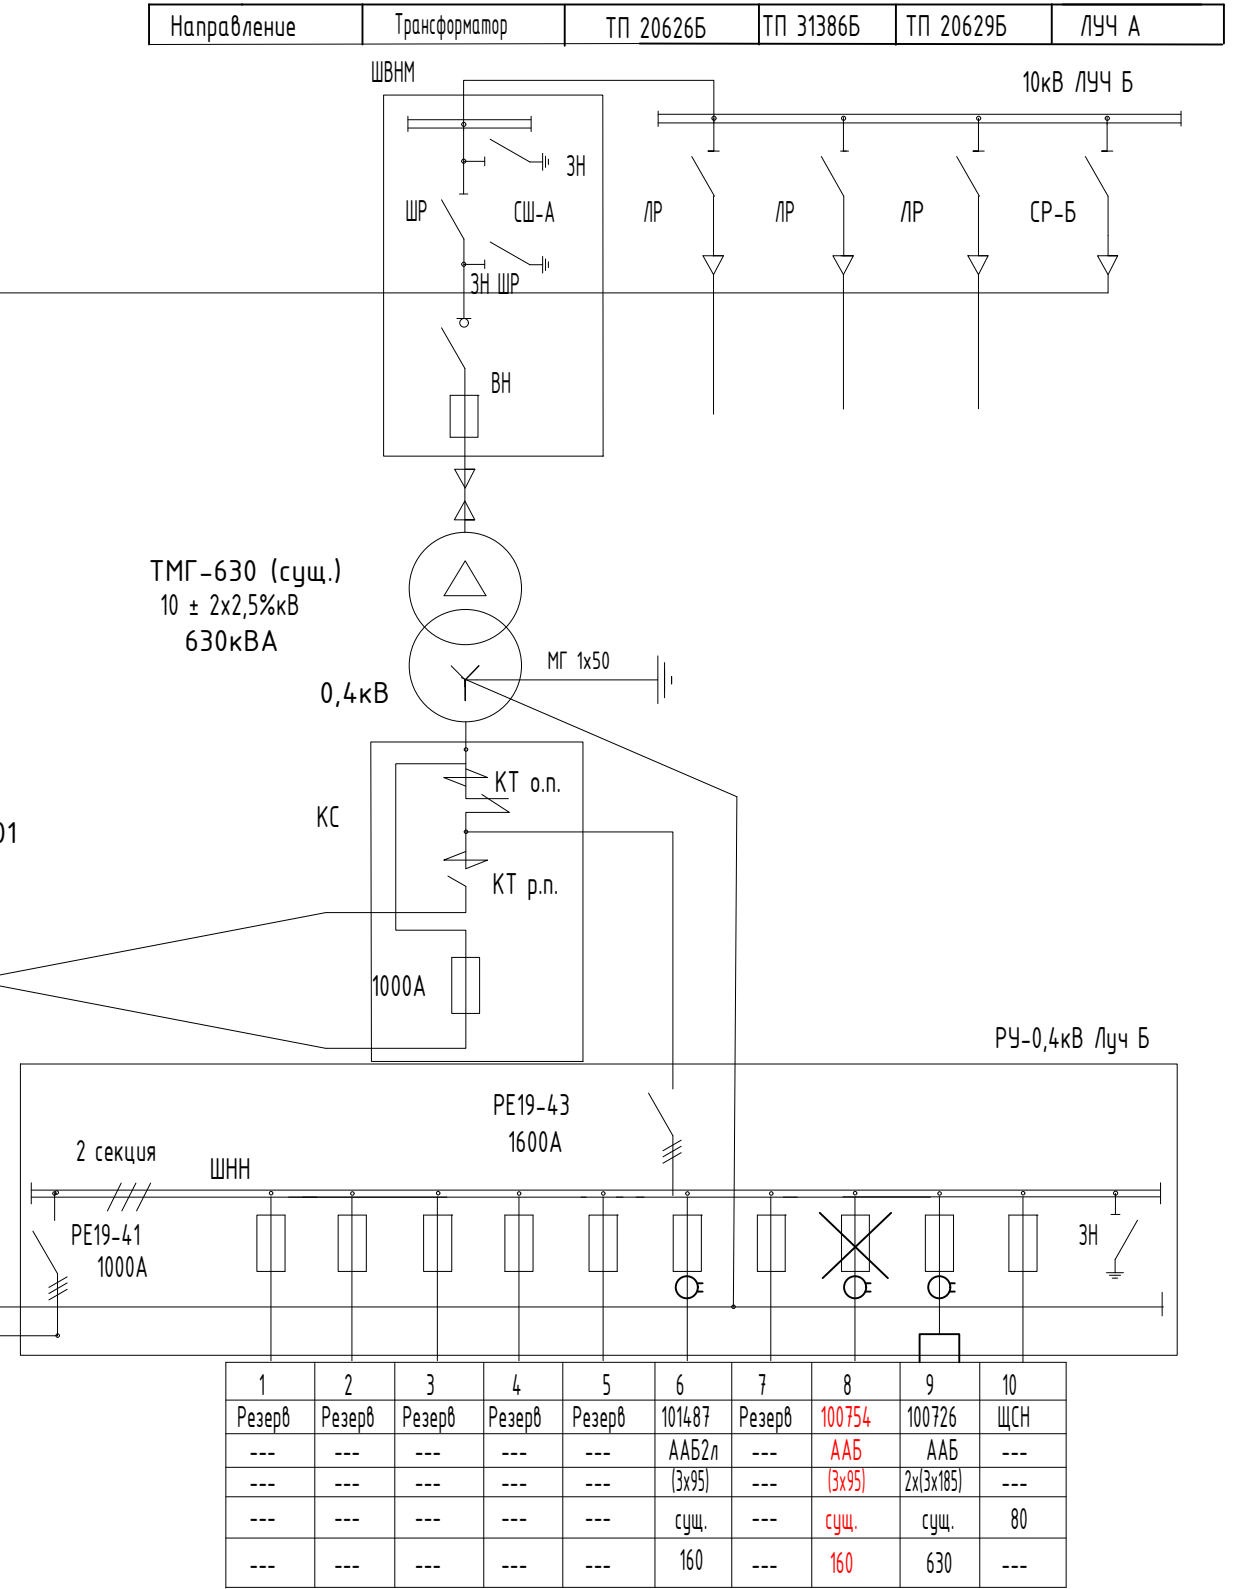 Направление Трансформатор ТП 20626Б ТП 31386Б ТП 20629Б ЛУЧ А
ШВНМ
10кВ ЛУЧ Б
ЗН
ШР СШ-А ЛР ЛР ЛР СР-Б
ЗН ШР
ВН
ТМГ-630 (сущ.)
10 ± 2х2,5%кВ
630кВА
МГ 1х50
0,4кВ
КТ о.п.
КС
01
КТ р.п.
1000А
РУ-0,4кВ Луч Б
РЕ19-43
1600А
2 секция
ШНН
РЕ19-41
1000А
ЗН
1 2 3 4 5 6 7 8 9 10
Резерв Резерв Резерв Резерв Резерв 101487 Резерв 100754 100726 ЩСН
--- --- --- --- --- ААБ2л --- ААБ ААБ ---
--- --- --- --- --- (3х95) --- (3х95) 2х(3х185) ---
--- --- --- --- --- сущ. --- сущ. сущ. 80
--- --- --- --- --- 160 --- 160 630 ---